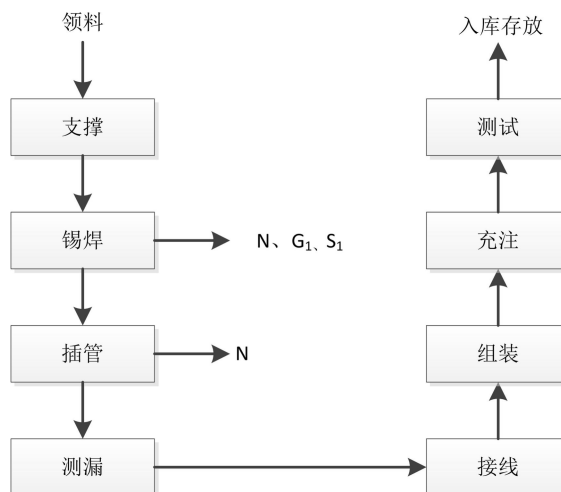 领料
支撑
锡焊
N、G₁、S₁
插管
N
测漏
接线
组装
充注
测试
入库存放